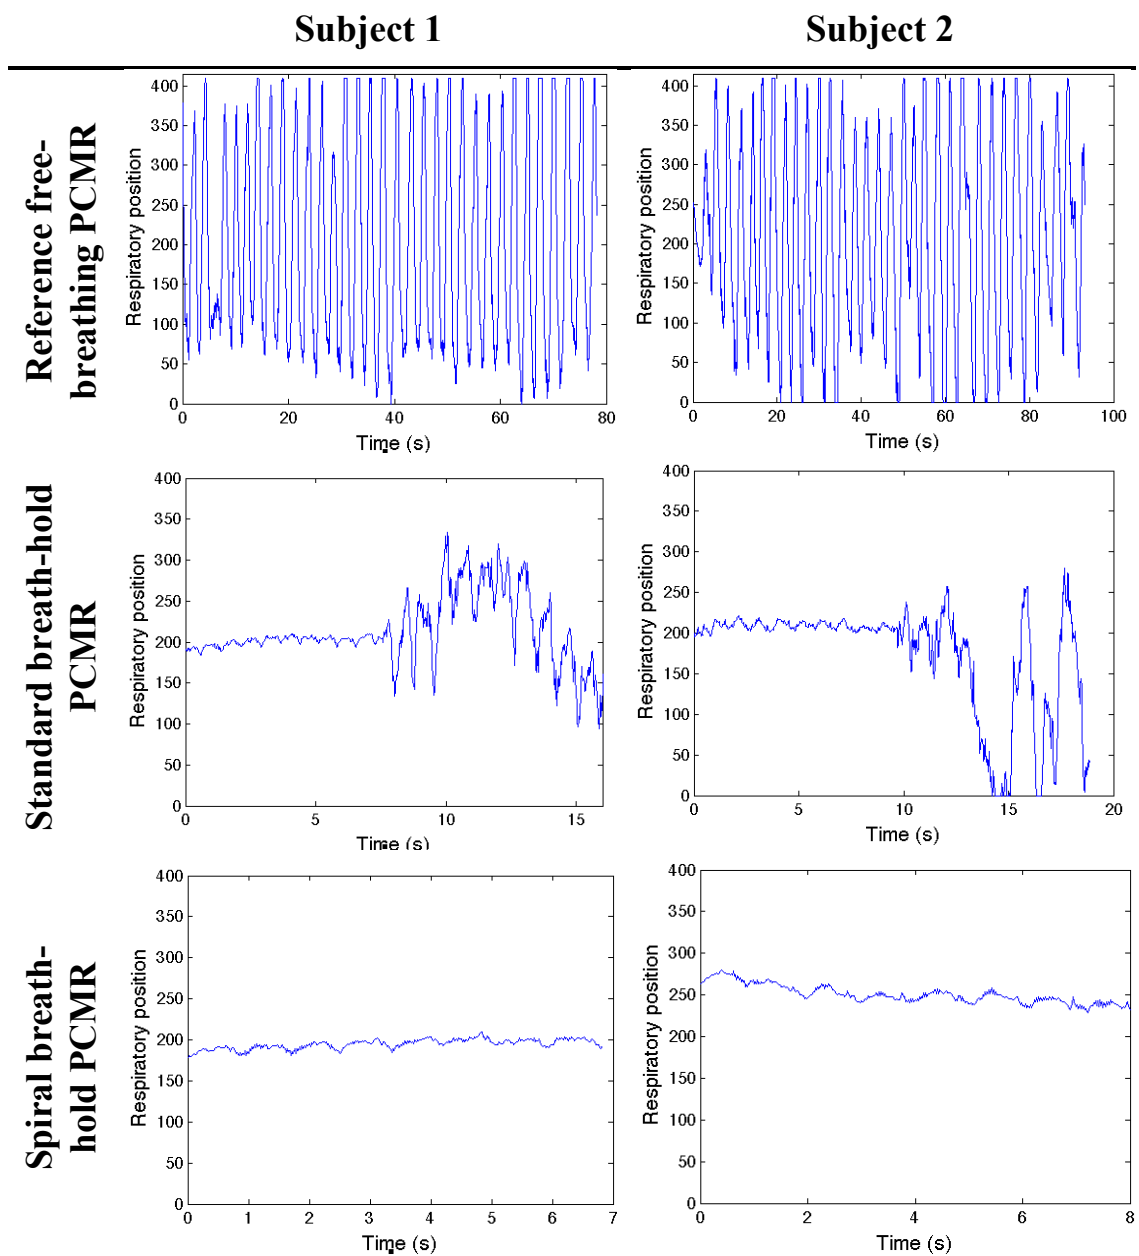 Subject 1
Subject 2
Reference free-
breathing PCMR
Respiratory position
400
350
300
250
200
150
100
50
0
0 20 40 60 80
Time (s)
Respiratory position
400
350
300
250
200
150
100
50
0
0 20 40 60 80 100
Time (s)
Standard breath-hold
PCMR
Respiratory position
400
350
300
250
200
150
100
50
0
0 5 10 15
Time (s)
Respiratory position
400
350
300
250
200
150
100
50
0
0 5 10 15 20
Time (s)
Spiral breath-
hold PCMR
Respiratory position
400
350
300
250
200
150
100
50
0
0 1 2 3 4 5 6 7
Time (s)
Respiratory position
400
350
300
250
200
150
100
50
0
0 2 4 6 8
Time (s)